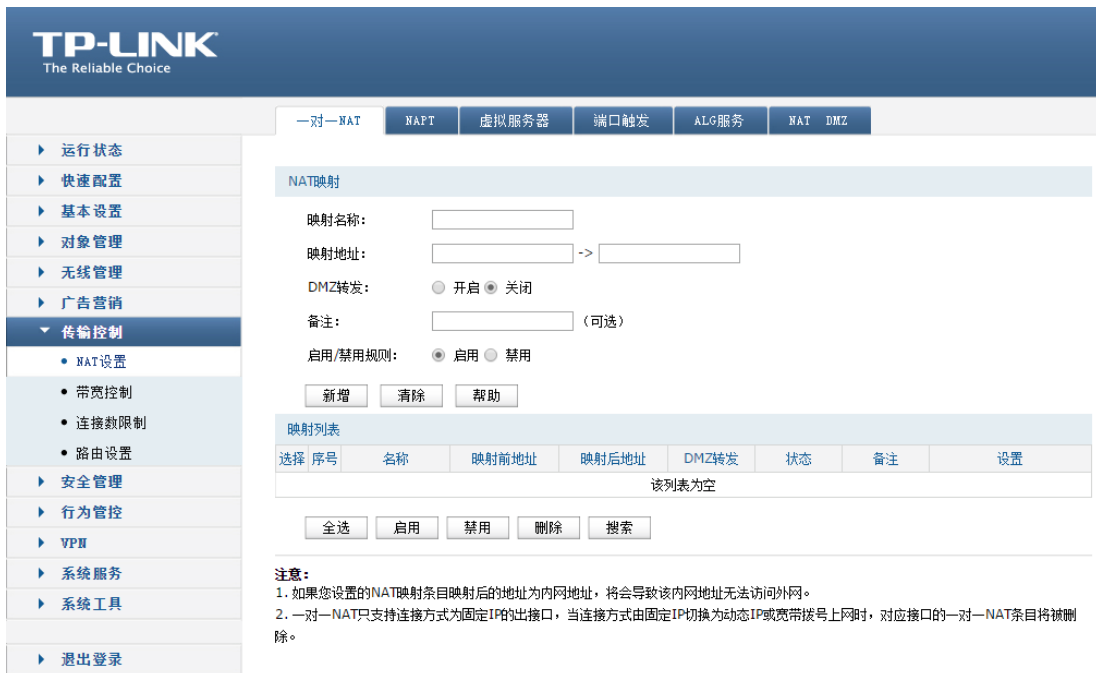 TP-LINK
The Reliable Choice
一对一NAT NAPT 虚拟服务器 端口触发 ALG服务 NAT DMZ
运行状态
快速配置
基本设置
对象管理
无线管理
广告营销
传输控制
NAT设置
带宽控制
连接数限制
路由设置
安全管理
行为管控
VPN
系统服务
系统工具
退出登录
NAT映射
映射名称:
映射地址: ->
DMZ转发: 开启 关闭
备注: (可选)
启用/禁用规则: 启用 禁用
新增 清除 帮助
映射列表
选择 序号 名称 映射前地址 映射后地址 DMZ转发 状态 备注 设置
该列表为空
全选 启用 禁用 删除 搜索
注意:
1. 如果您设置的NAT映射条目映射后的地址为内网地址,将会导致该内网地址无法访问外网。
2. 一对一NAT只支持连接方式为固定IP的出接口,当连接方式由固定IP切换为动态IP或宽带拨号上网时,对应接口的一对一NAT条目将被删
除。